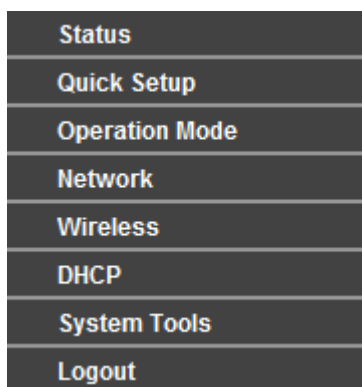 Status
Quick Setup
Operation Mode
Network
Wireless
DHCP
System Tools
Logout